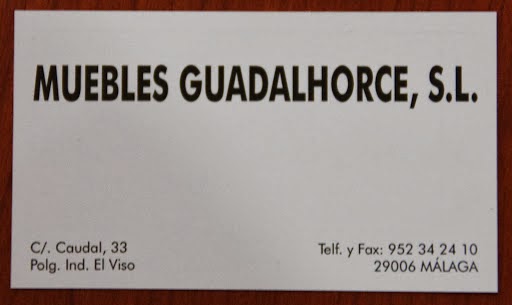 MUEBLES GUADALHORCE, S.L.
C/. Caudal, 33
Polg. Ind. El Viso
Telf. y Fax: 952 34 24 10
29006 MÁLAGA